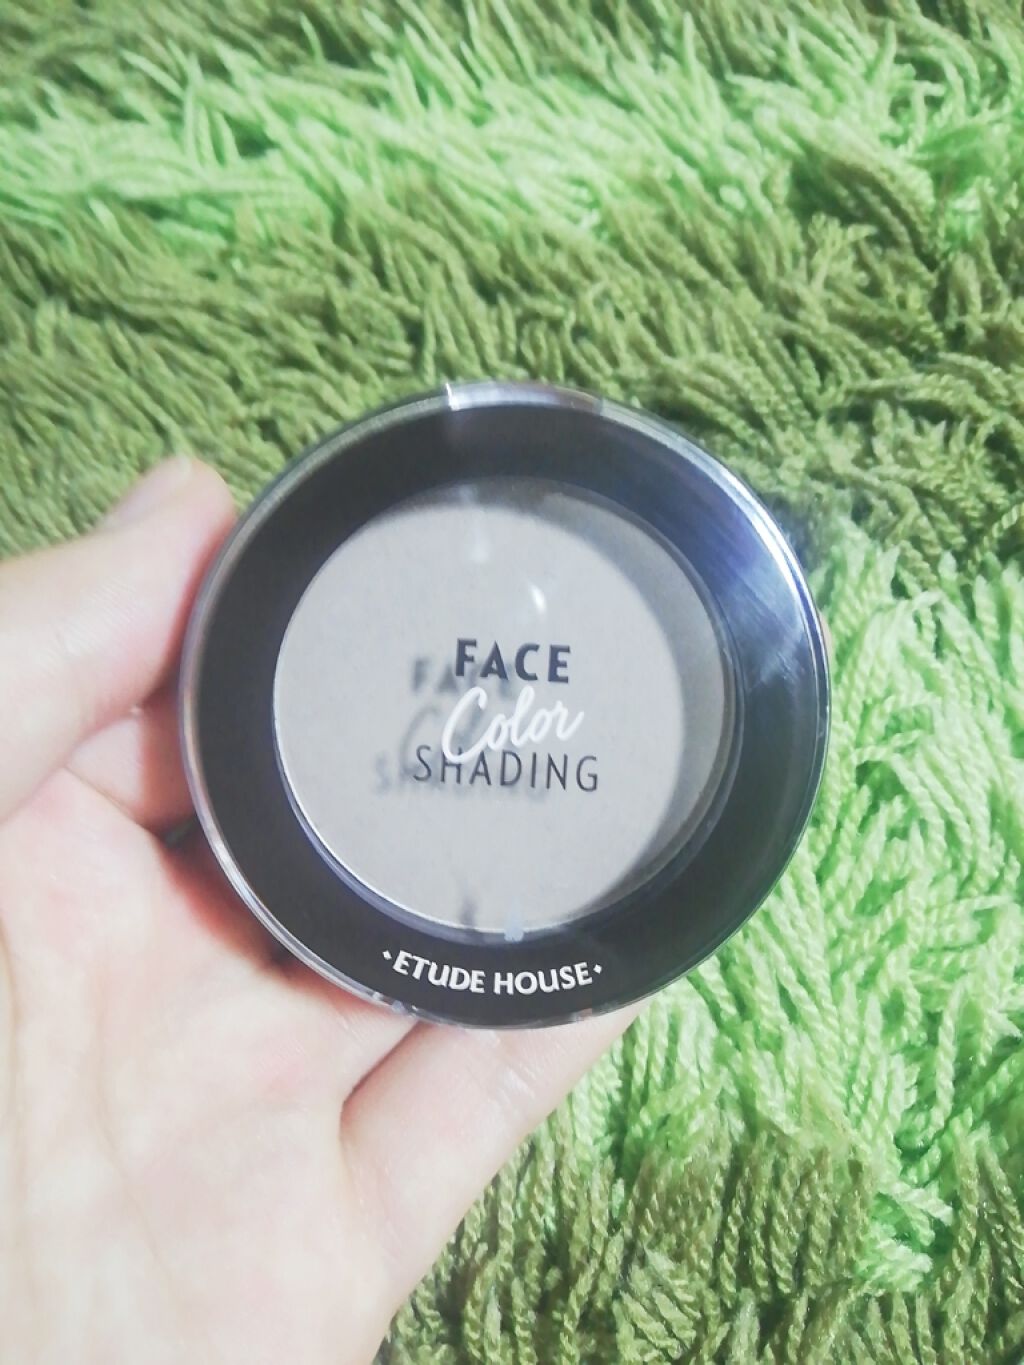 FACE
Color
SHADING
·ETUDE HOUSE·